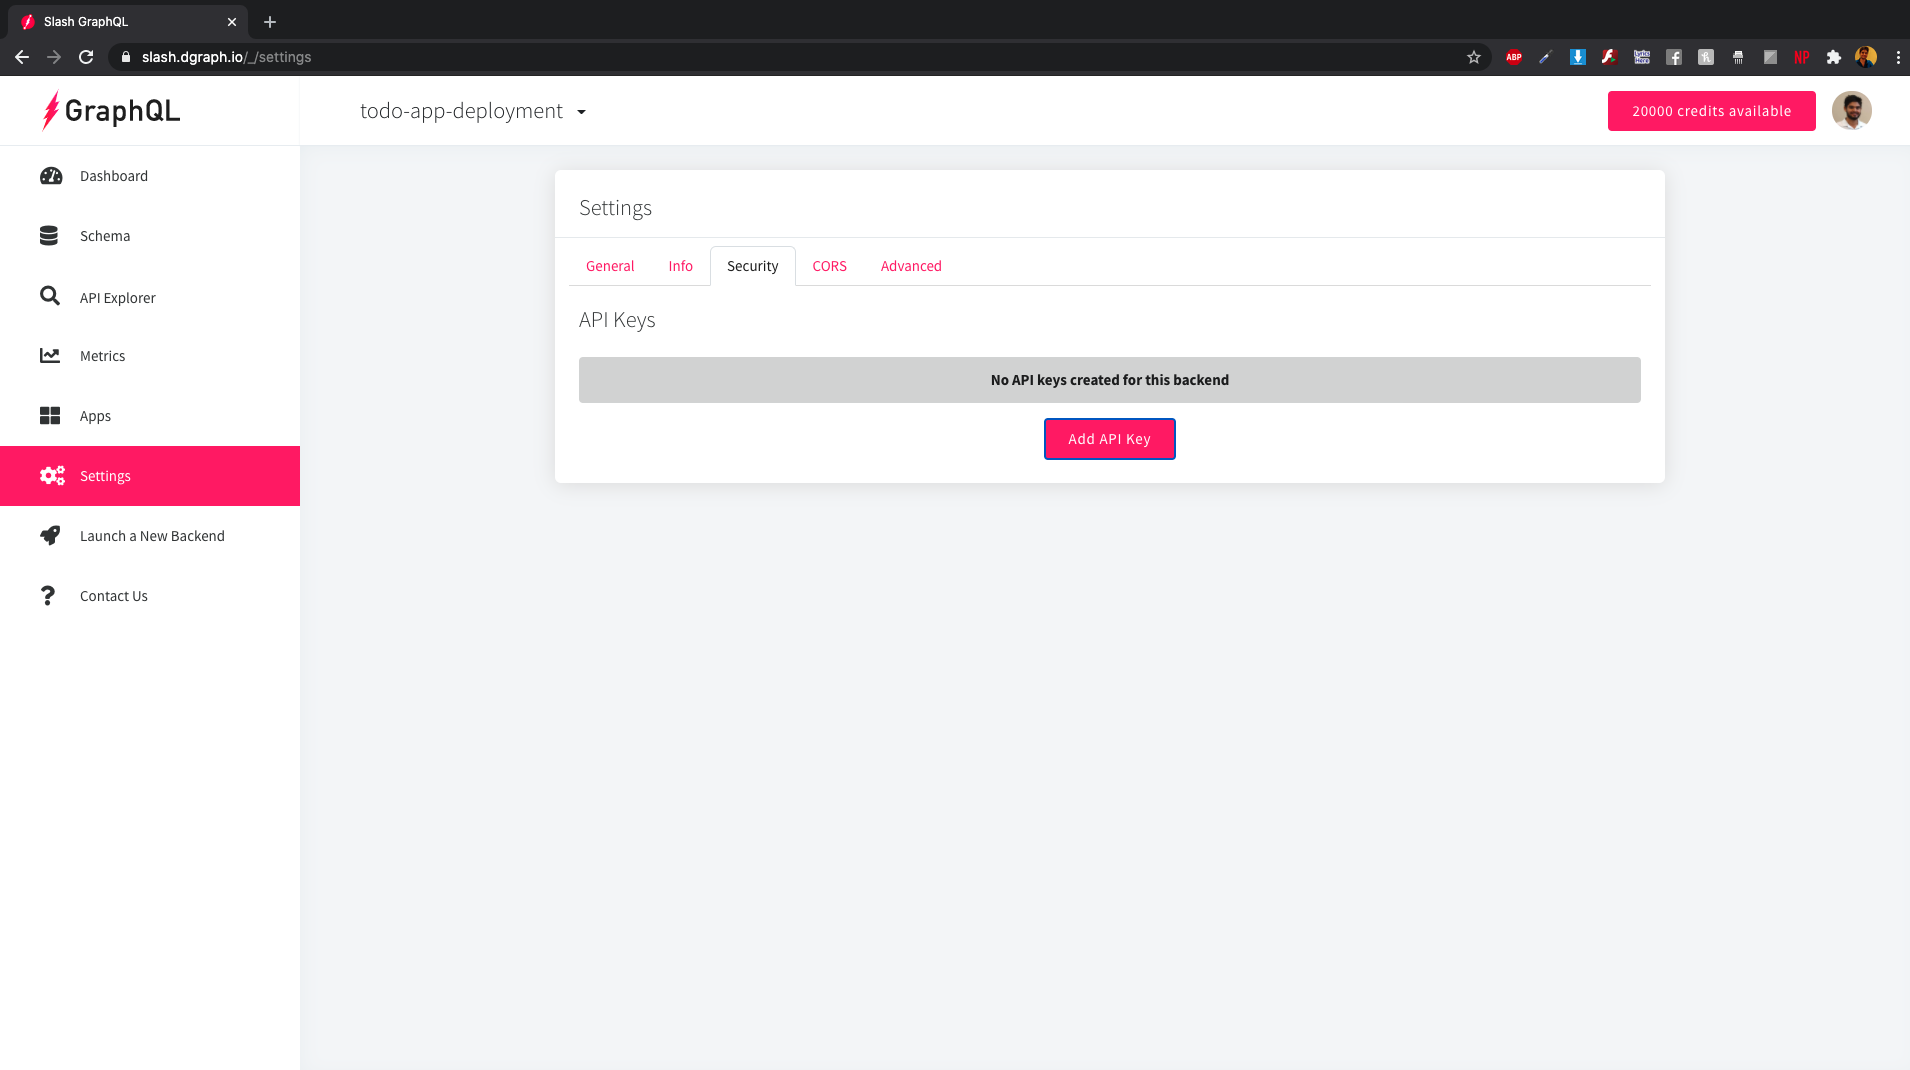 Slash GraphQL
slash.dgraph.io/_/settings
ABP
Lyrics Here
NP
GraphQL
todo-app-deployment
20000 credits available
Dashboard
Schema
API Explorer
Metrics
Apps
Settings
Launch a New Backend
Contact Us
Settings
General Info Security CORS Advanced
API Keys
No API keys created for this backend
Add API Key